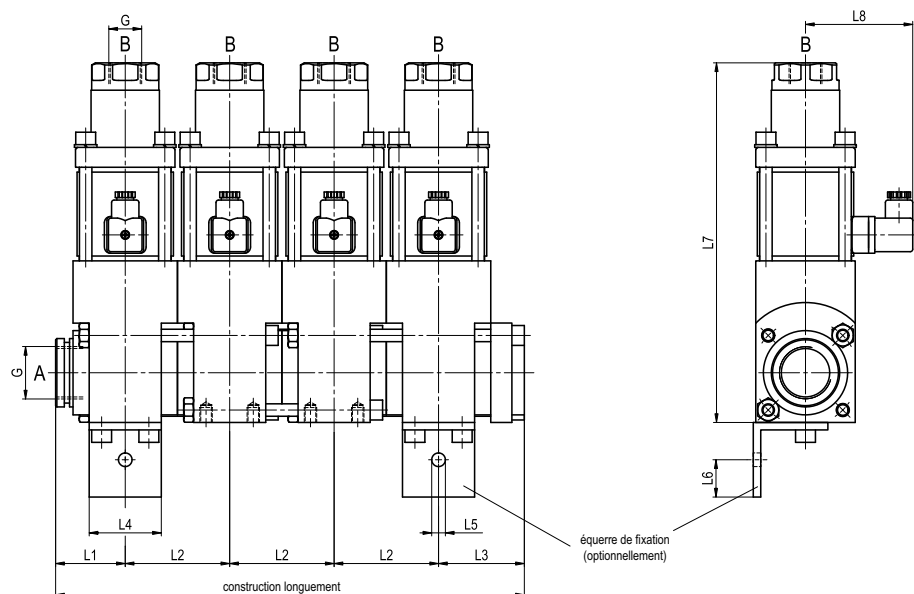 G
B B B B
A
G
L4
L5
L1 L2 L2 L2 L3
construction longuement
L8
B
L7
L6
équerre de fixation
(optionnellement)